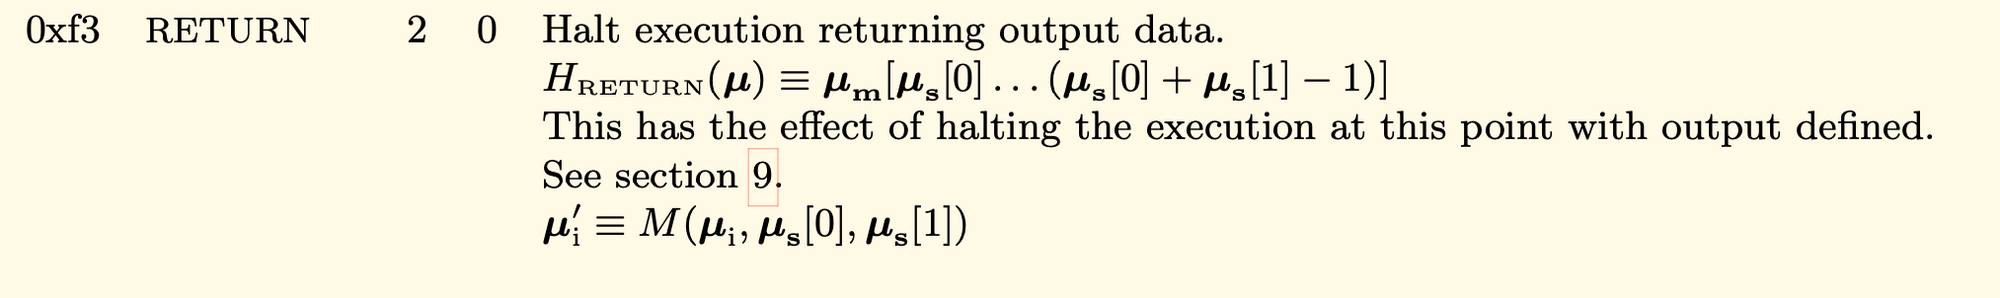 0xf3 RETURN 2 0 Halt execution returning output data.
H_RETURN(μ) ≡ μ_m[μ_s[0] . . . (μ_s[0] + μ_s[1] − 1)]
This has the effect of halting the execution at this point with output defined.
See section 9.
μ′_i ≡ M(μ_i, μ_s[0], μ_s[1])